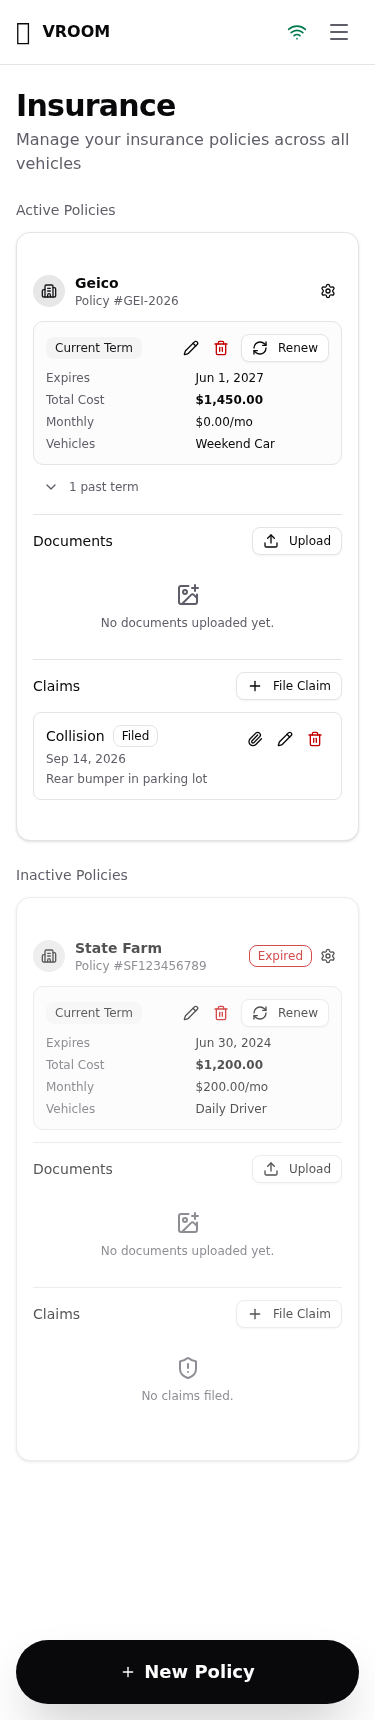 VROOM
Insurance
Manage your insurance policies across all
vehicles
Active Policies
Geico
Policy #GEI-2026
Current Term
Renew
Expires Jun 1, 2027
Total Cost $1,450.00
Monthly $0.00/mo
Vehicles Weekend Car
1 past term
Documents
Upload
No documents uploaded yet.
Claims
File Claim
Collision Filed
Sep 14, 2026
Rear bumper in parking lot
Inactive Policies
State Farm
Policy #SF123456789
Expired
Current Term
Renew
Expires Jun 30, 2024
Total Cost $1,200.00
Monthly $200.00/mo
Vehicles Daily Driver
Documents
Upload
No documents uploaded yet.
Claims
File Claim
No claims filed.
New Policy